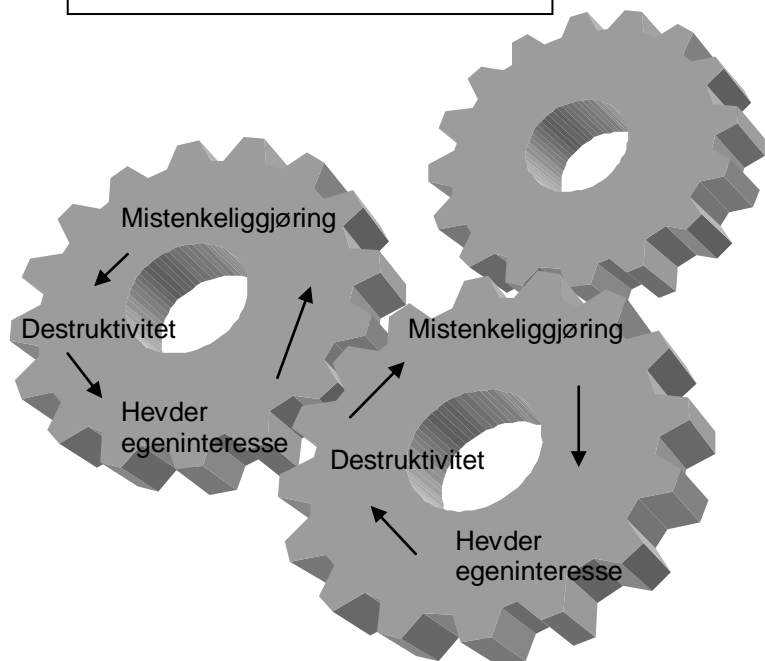 Mistenkeliggjøring
Destruktivitet
Hevder
egeninteresse
Mistenkeliggjøring
Destruktivitet
Hevder
egeninteresse